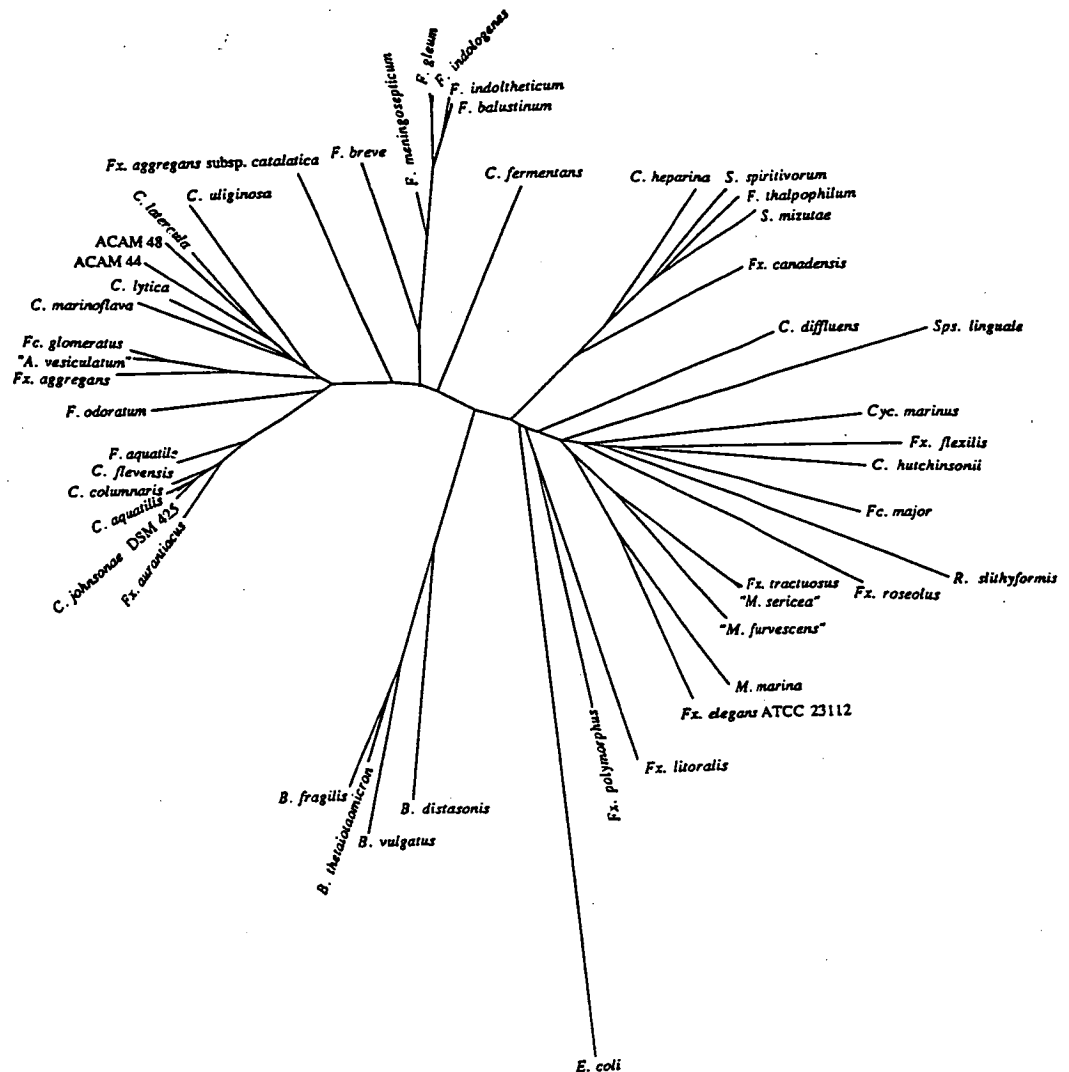 F. gleum
F. indologenes
F. meningosepticum
F. indoltheticum
F. balustinum
F. breve
Fx. aggregans subsp. catalatica
C. fermentans
C. heparina
S. spiritivorum
F. thalpophilum
S. mizutae
C. uliginosa
C. latercula
ACAM 48
ACAM 44
C. lytica
C. marinoflava
Fx. canadensis
C. diffluens
Sps. linguale
Fc. glomeratus
"A. vesiculatum"
Fx. aggregans
F. odoratum
Cyc. marinus
Fx. flexilis
C. hutchinsonii
F. aquatile
C. flevensis
C. columnaris
C. aquatilis
C. johnsonae DSM 425
Fx. aurantiacus
Fc. major
R. slithyformis
Fx. roseolus
Fx. tractuosus
"M. sericea"
"M. furvescens"
M. marina
Fx. elegans ATCC 23112
Fx. litoralis
Fx. polymorphus
B. fragilis
B. thetaiotaomicron
B. vulgatus
B. distasonis
E. coli